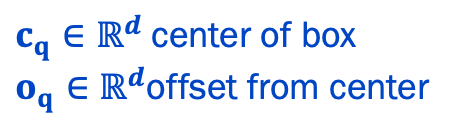 𝐜_𝐪 ∈ ℝ^𝒅 center of box
𝐨_𝐪 ∈ ℝ^𝒅offset from center